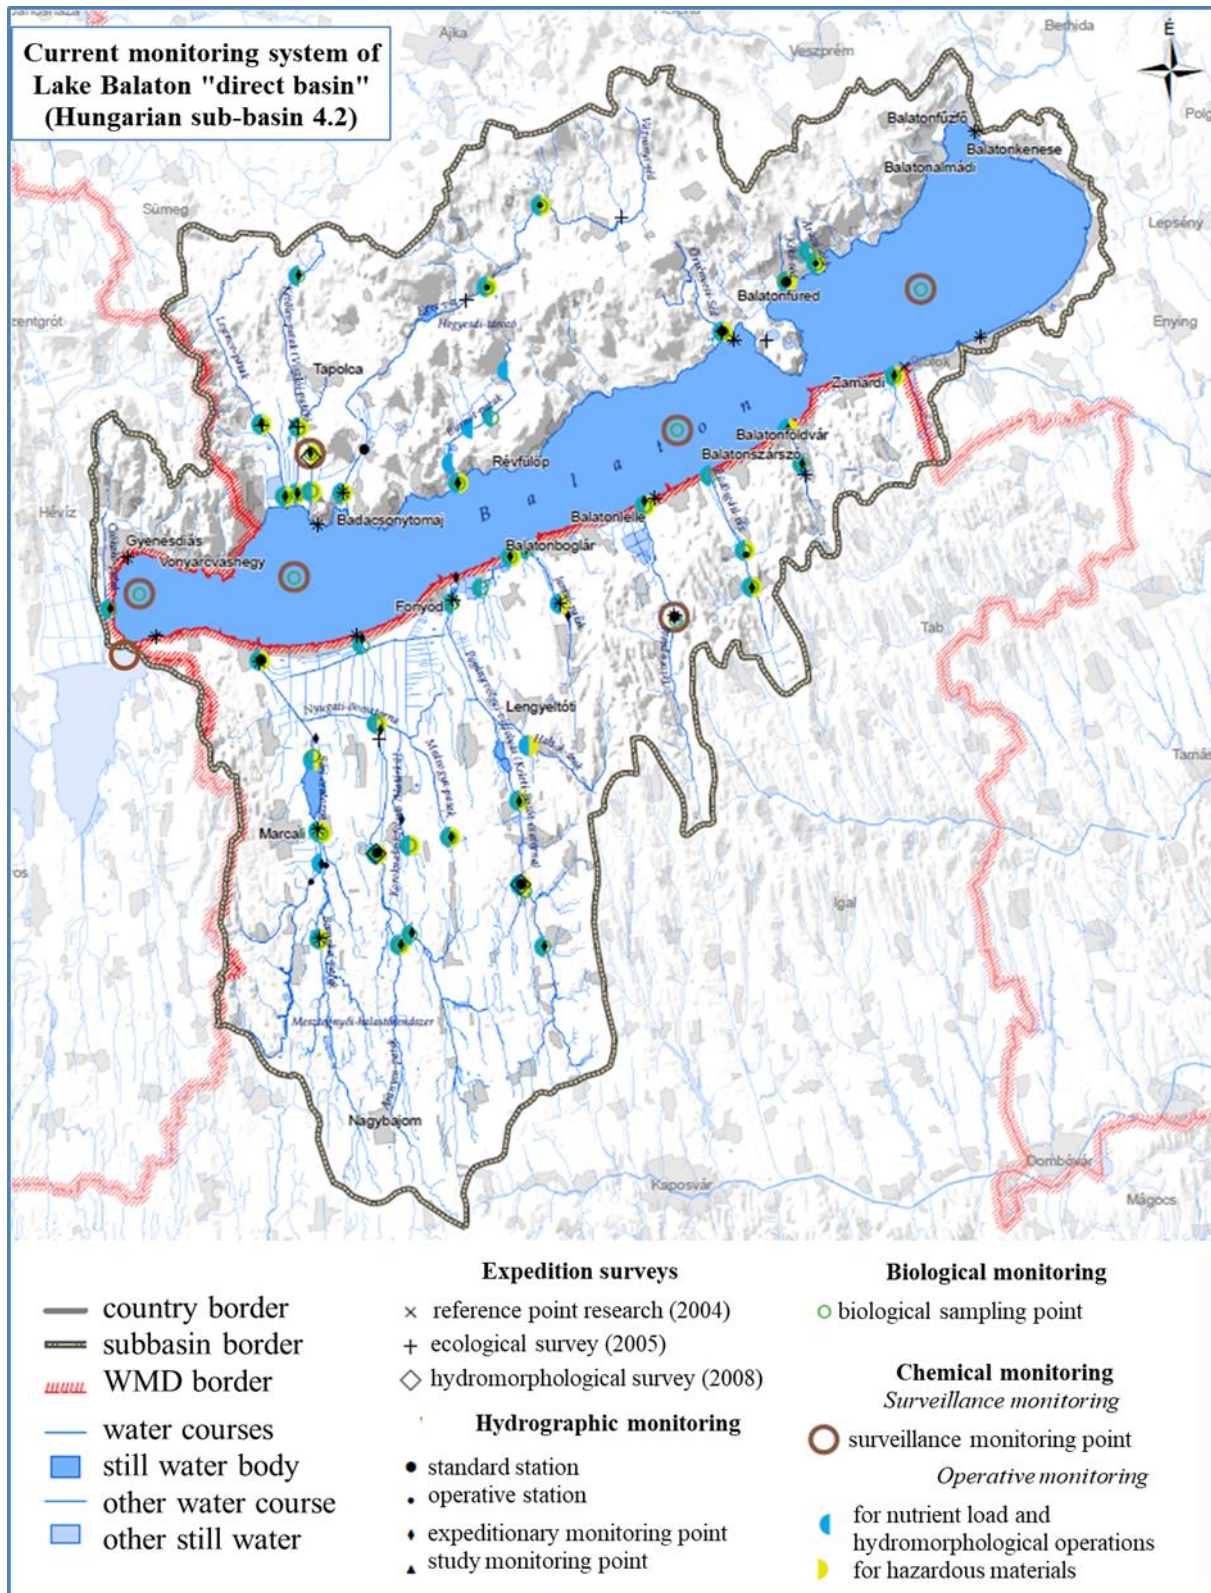 Current monitoring system of
Lake Balaton "direct basin"
(Hungarian sub-basin 4.2)
Ajka
Veszprém
Berhida
É
Polg
Balatonfűzfő
Balatonkenese
Balatonalmádi
Sümeg
Lepsény
zentgrót
Balatonfüred
Enying
Tapolca
Siófok
Zamárdi
Balatonföldvár
Balatonszárszó
Révfülöp
B a l a t o n
Hévíz
Badacsonytomaj
Balatonlelle
Gyenesdiás
Vonyarcvashegy
Balatonboglár
Fonyód
Tab
Lengyeltóti
Tamás
Marcali
Igal
Mesztegnyői-halastórendszer
Nagybajom
Kaposvár
Dombóvár
Mágocs
country border
subbasin border
WMD border
water courses
still water body
other water course
other still water
Expedition surveys
reference point research (2004)
ecological survey (2005)
hydromorphological survey (2008)
Hydrographic monitoring
standard station
operative station
expeditionary monitoring point
study monitoring point
Biological monitoring
biological sampling point
Chemical monitoring
Surveillance monitoring
surveillance monitoring point
Operative monitoring
for nutrient load and
hydromorphological operations
for hazardous materials